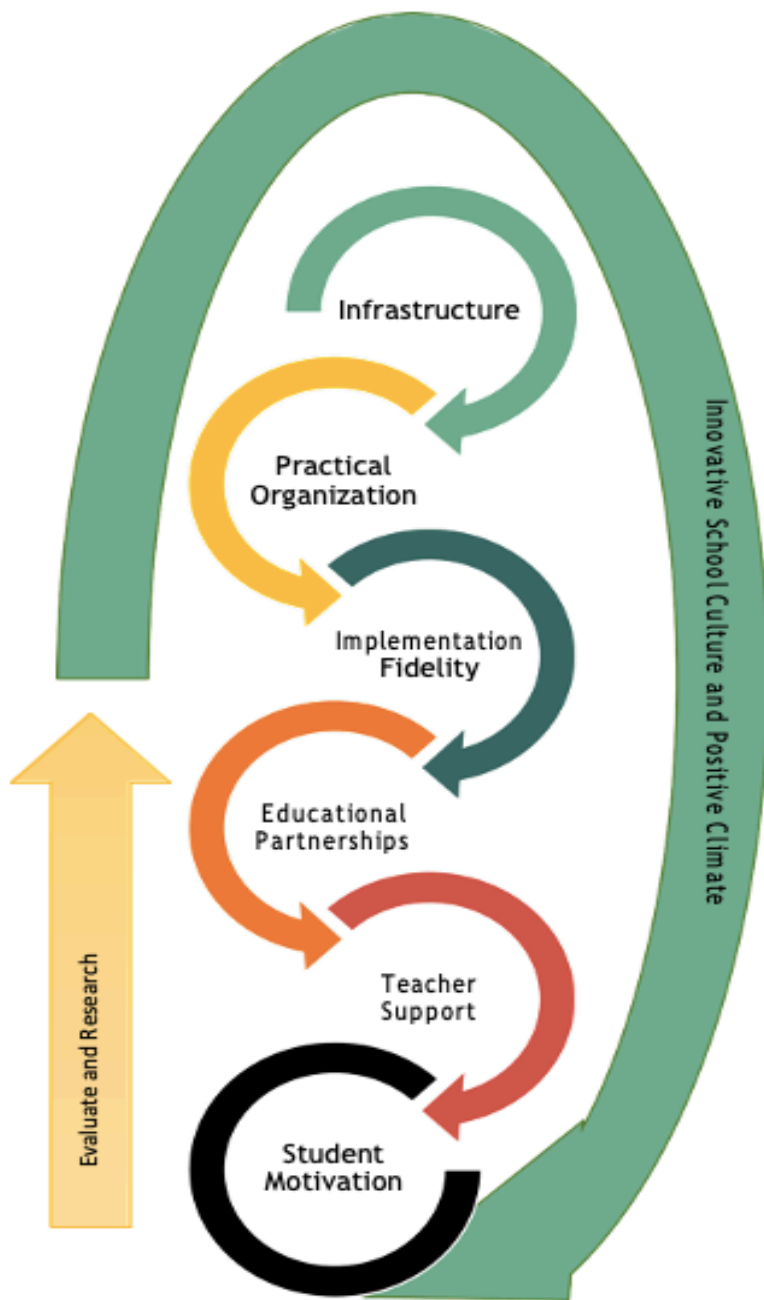 Infrastructure
Practical
Organization
Implementation
Fidelity
Educational
Partnerships
Teacher
Support
Student
Motivation
Evaluate and Research
Innovative School Culture and Positive Climate